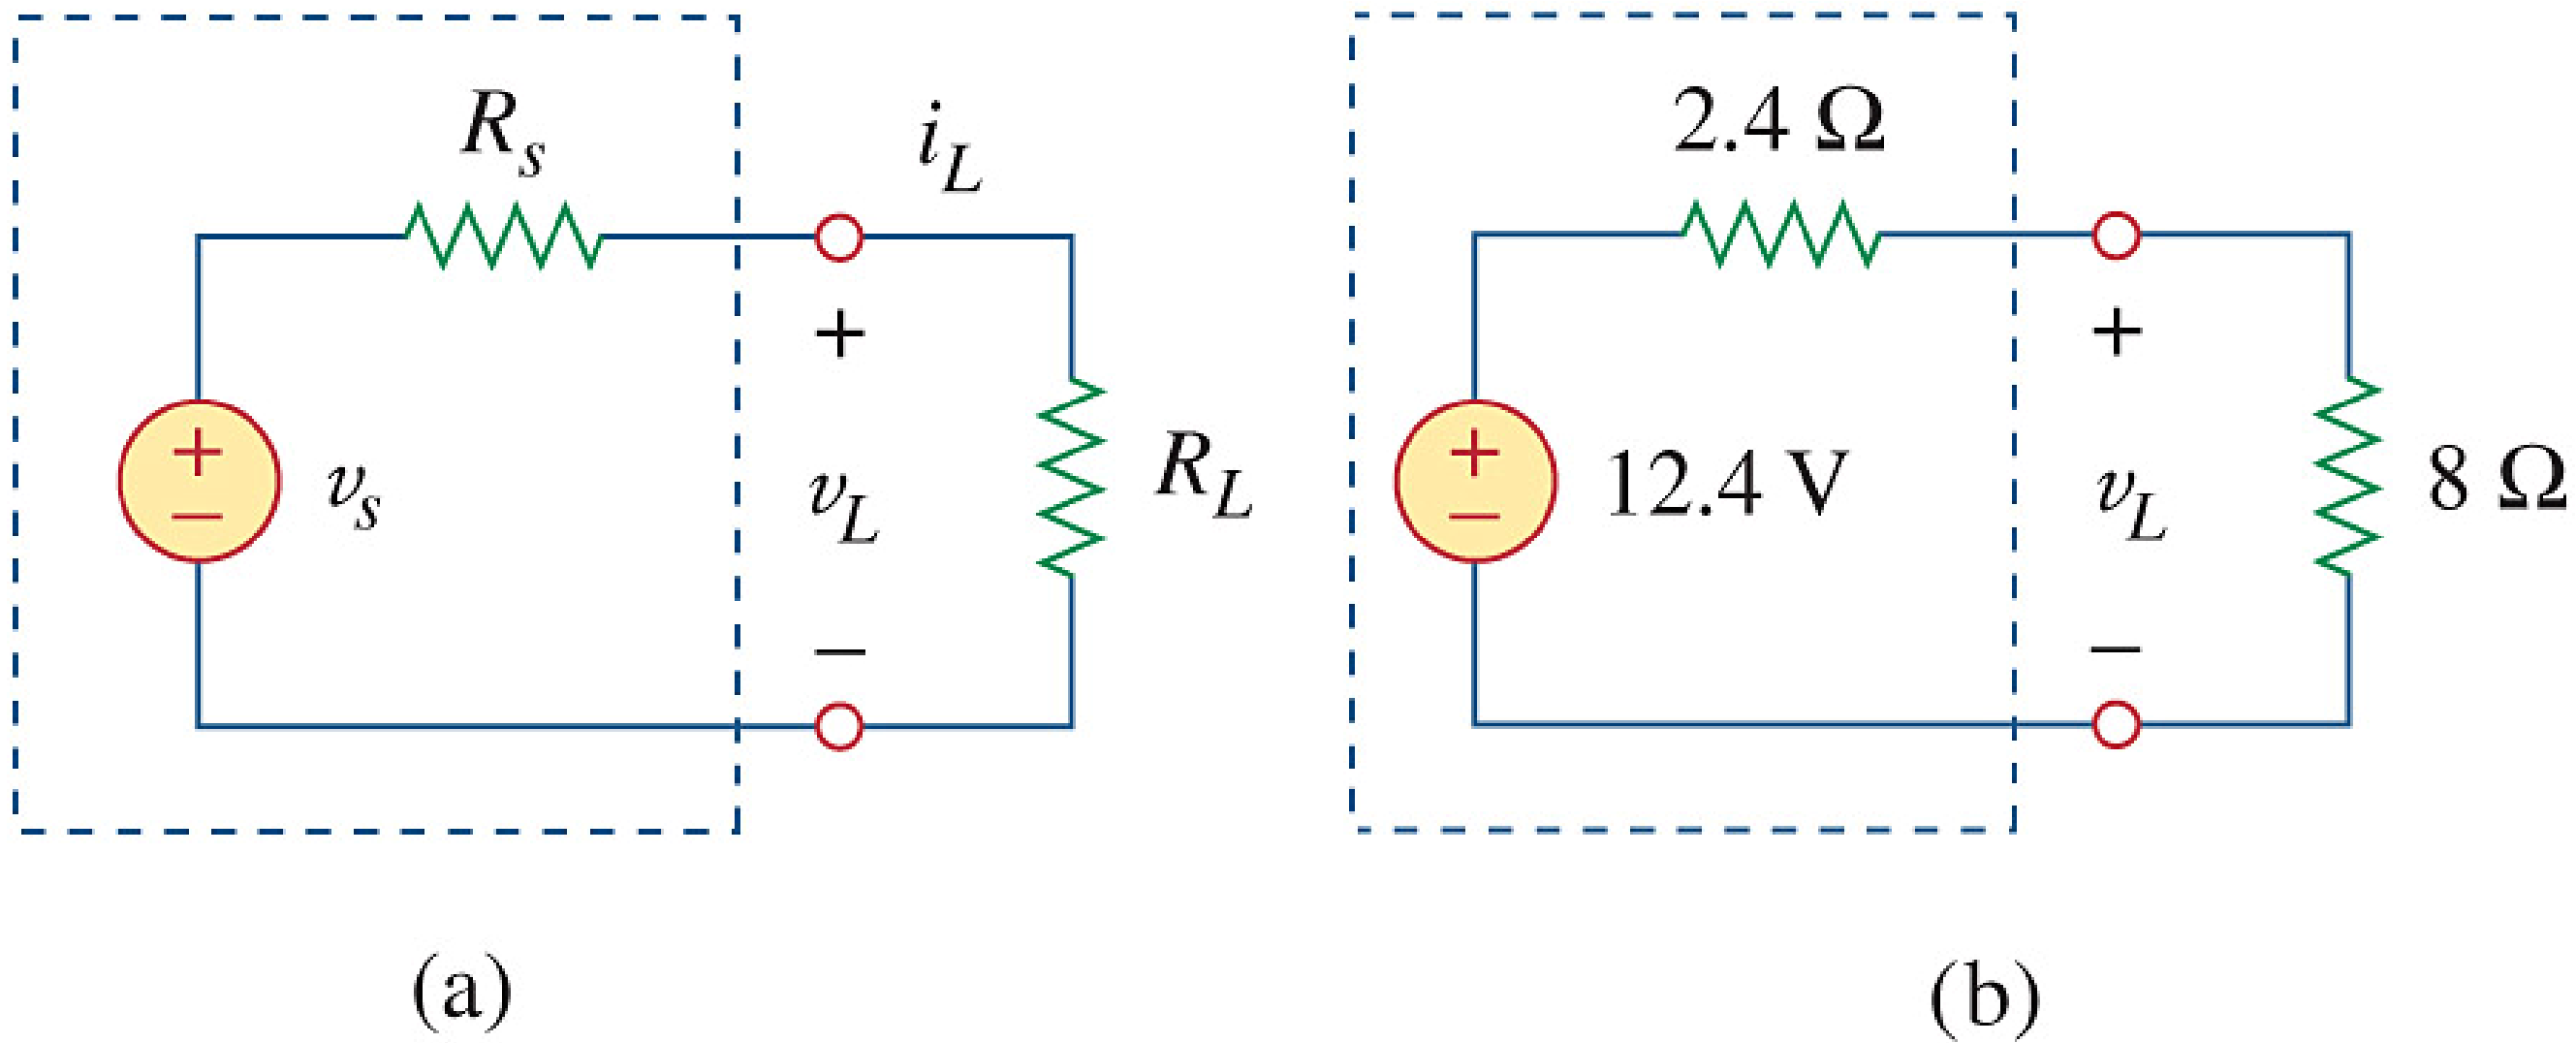 R_s
i_L
+
−
v_s
+
v_L
−
R_L
(a)
2.4 Ω
+
−
12.4 V
+
v_L
−
8 Ω
(b)